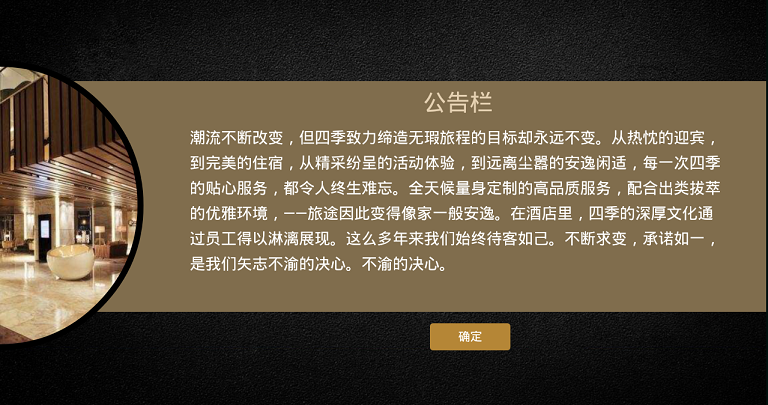 公告栏
潮流不断改变，但四季致力缔造无瑕旅程的目标却永远不变。从热忱的迎宾，
到完美的住宿，从精采纷呈的活动体验，到远离尘嚣的安逸闲适，每一次四季
的贴心服务，都令人终生难忘。全天候量身定制的高品质服务，配合出类拔萃
的优雅环境，——旅途因此变得像家一般安逸。在酒店里，四季的深厚文化通
过员工得以淋漓展现。这么多年来我们始终待客如己。不断求变，承诺如一，
是我们矢志不渝的决心。不渝的决心。
确定